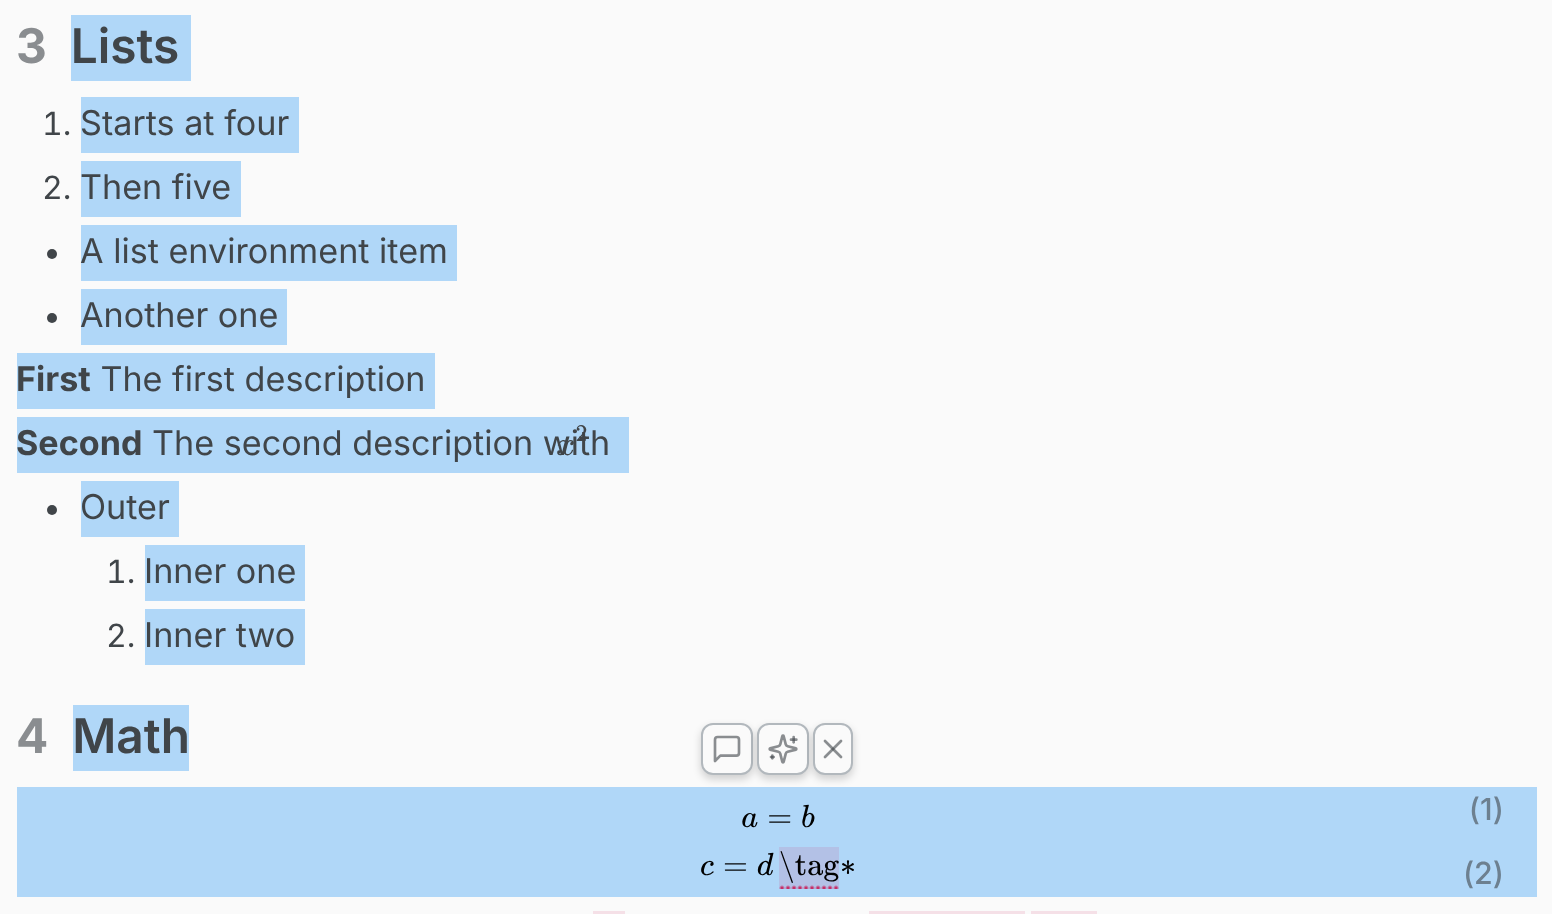 3 Lists
1. Starts at four
2. Then five
• A list environment item
• Another one
First The first description
Second The second description with x²
• Outer
1. Inner one
2. Inner two
4 Math
a = b (1)
c = d \tag* (2)